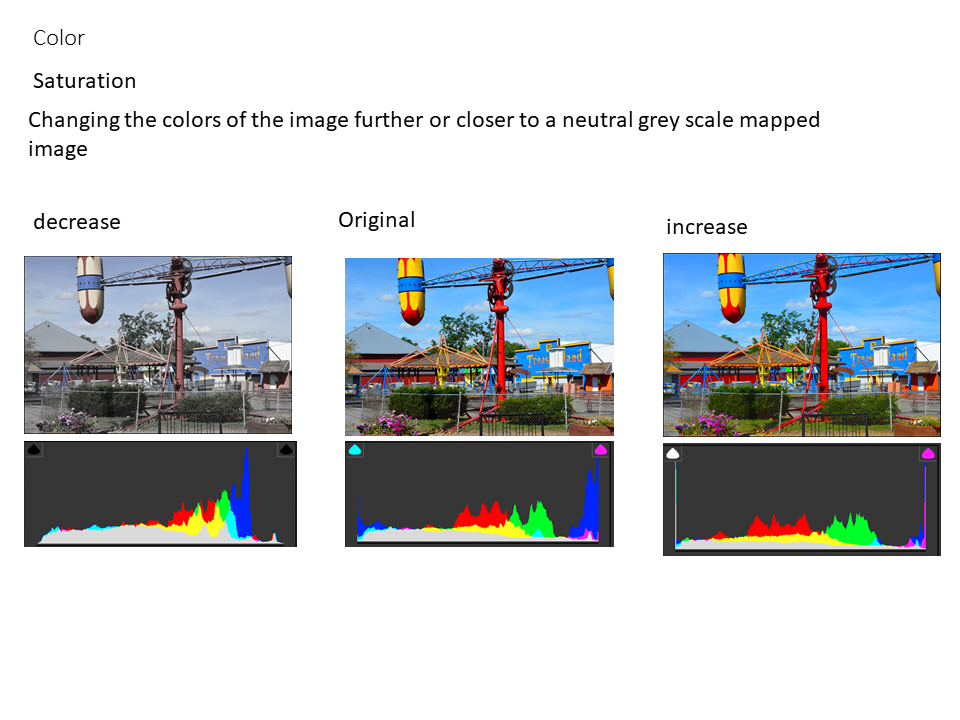 Color
Saturation
Changing the colors of the image further or closer to a neutral grey scale mapped
image
decrease
Original
increase